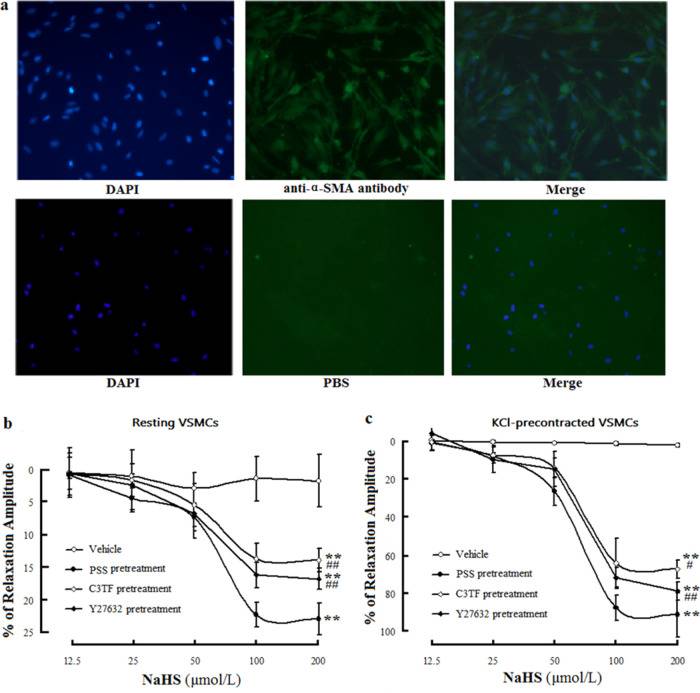 a
DAPI
anti-α-SMA antibody
Merge
DAPI
PBS
Merge
b
Resting VSMCs
% of Relaxation Amplitude
0
5
10
15
20
25
Vehicle
PSS pretreatment
C3TF pretreatment
Y27632 pretreatment
**
##
**
##
**
12.5
25
50
100
200
NaHS (μmol/L)
c
KCl-precontracted VSMCs
% of Relaxation Amplitude
0
20
40
60
80
100
Vehicle
PSS pretreatment
C3TF pretreatment
Y27632 pretreatment
**
#
**
##
**
12.5
25
50
100
200
NaHS (μmol/L)